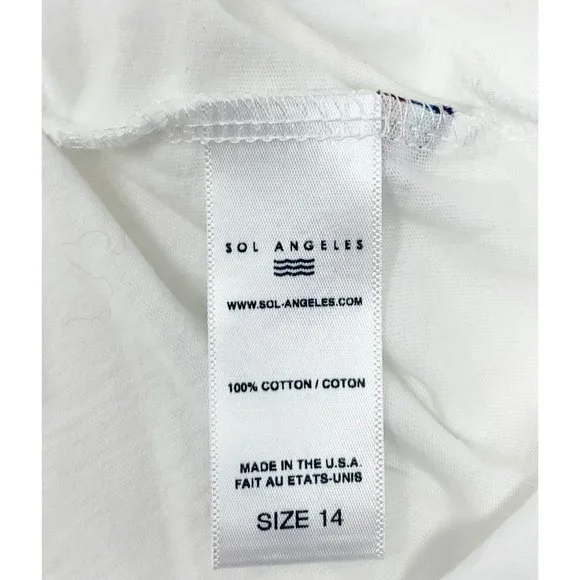 SOL ANGELES
WWW.SOL-ANGELES.COM
100% COTTON / COTON
MADE IN THE U.S.A.
FAIT AU ETATS-UNIS
SIZE 14